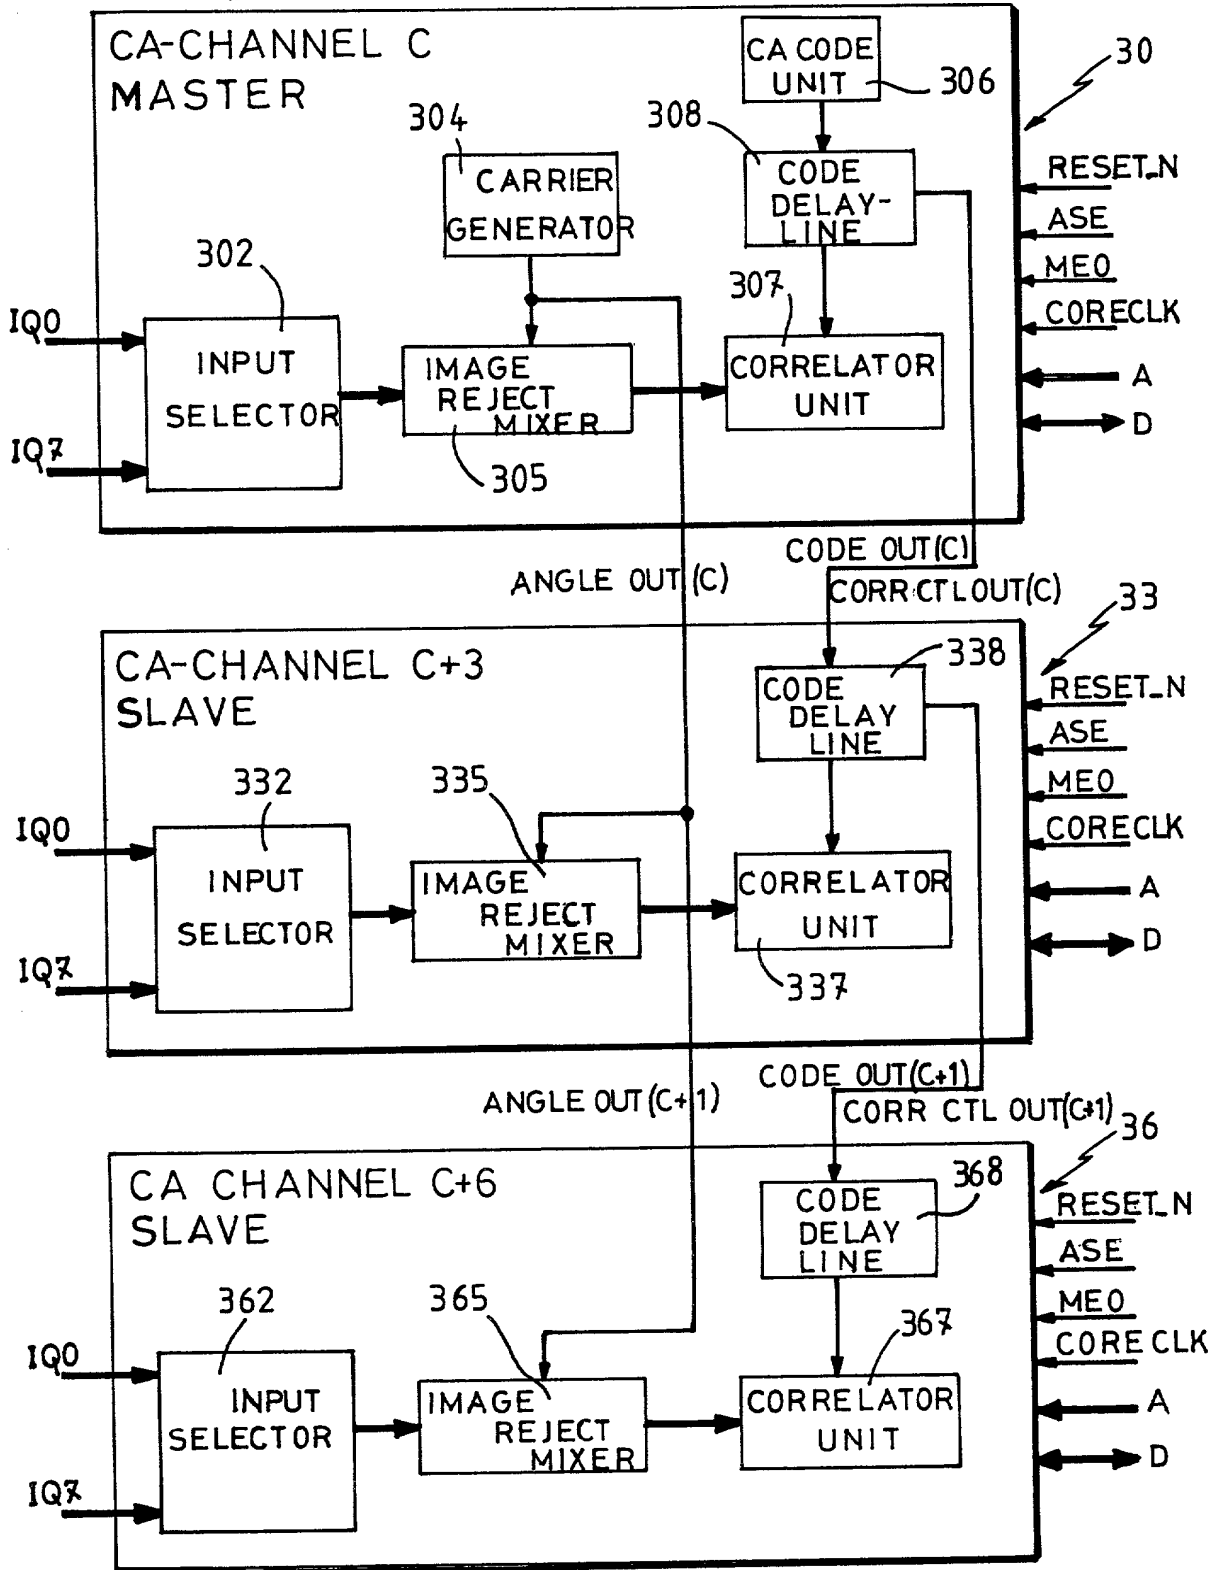 CA-CHANNEL C
MASTER
CA CODE
UNIT
306
30
304
308
CARRIER
GENERATOR
CODE
DELAY-
LINE
RESET_N
ASE
MEO
CORECLK
A
D
302
307
IQ0
IQ7
INPUT
SELECTOR
IMAGE
REJECT
MIXER
305
CORRELATOR
UNIT
ANGLE OUT(C)
CODE OUT(C)
CORR CTL OUT(C)
33
CA-CHANNEL C+3
SLAVE
338
CODE
DELAY
LINE
RESET_N
ASE
MEO
CORECLK
A
D
332
335
IQ0
IQ7
INPUT
SELECTOR
IMAGE
REJECT
MIXER
CORRELATOR
UNIT
337
ANGLE OUT(C+1)
CODE OUT(C+1)
CORR CTL OUT(C+1)
36
CA CHANNEL C+6
SLAVE
368
CODE
DELAY
LINE
RESET_N
ASE
MEO
CORE CLK
A
D
362
365
367
IQ0
IQ7
INPUT
SELECTOR
IMAGE
REJECT
MIXER
CORRELATOR
UNIT